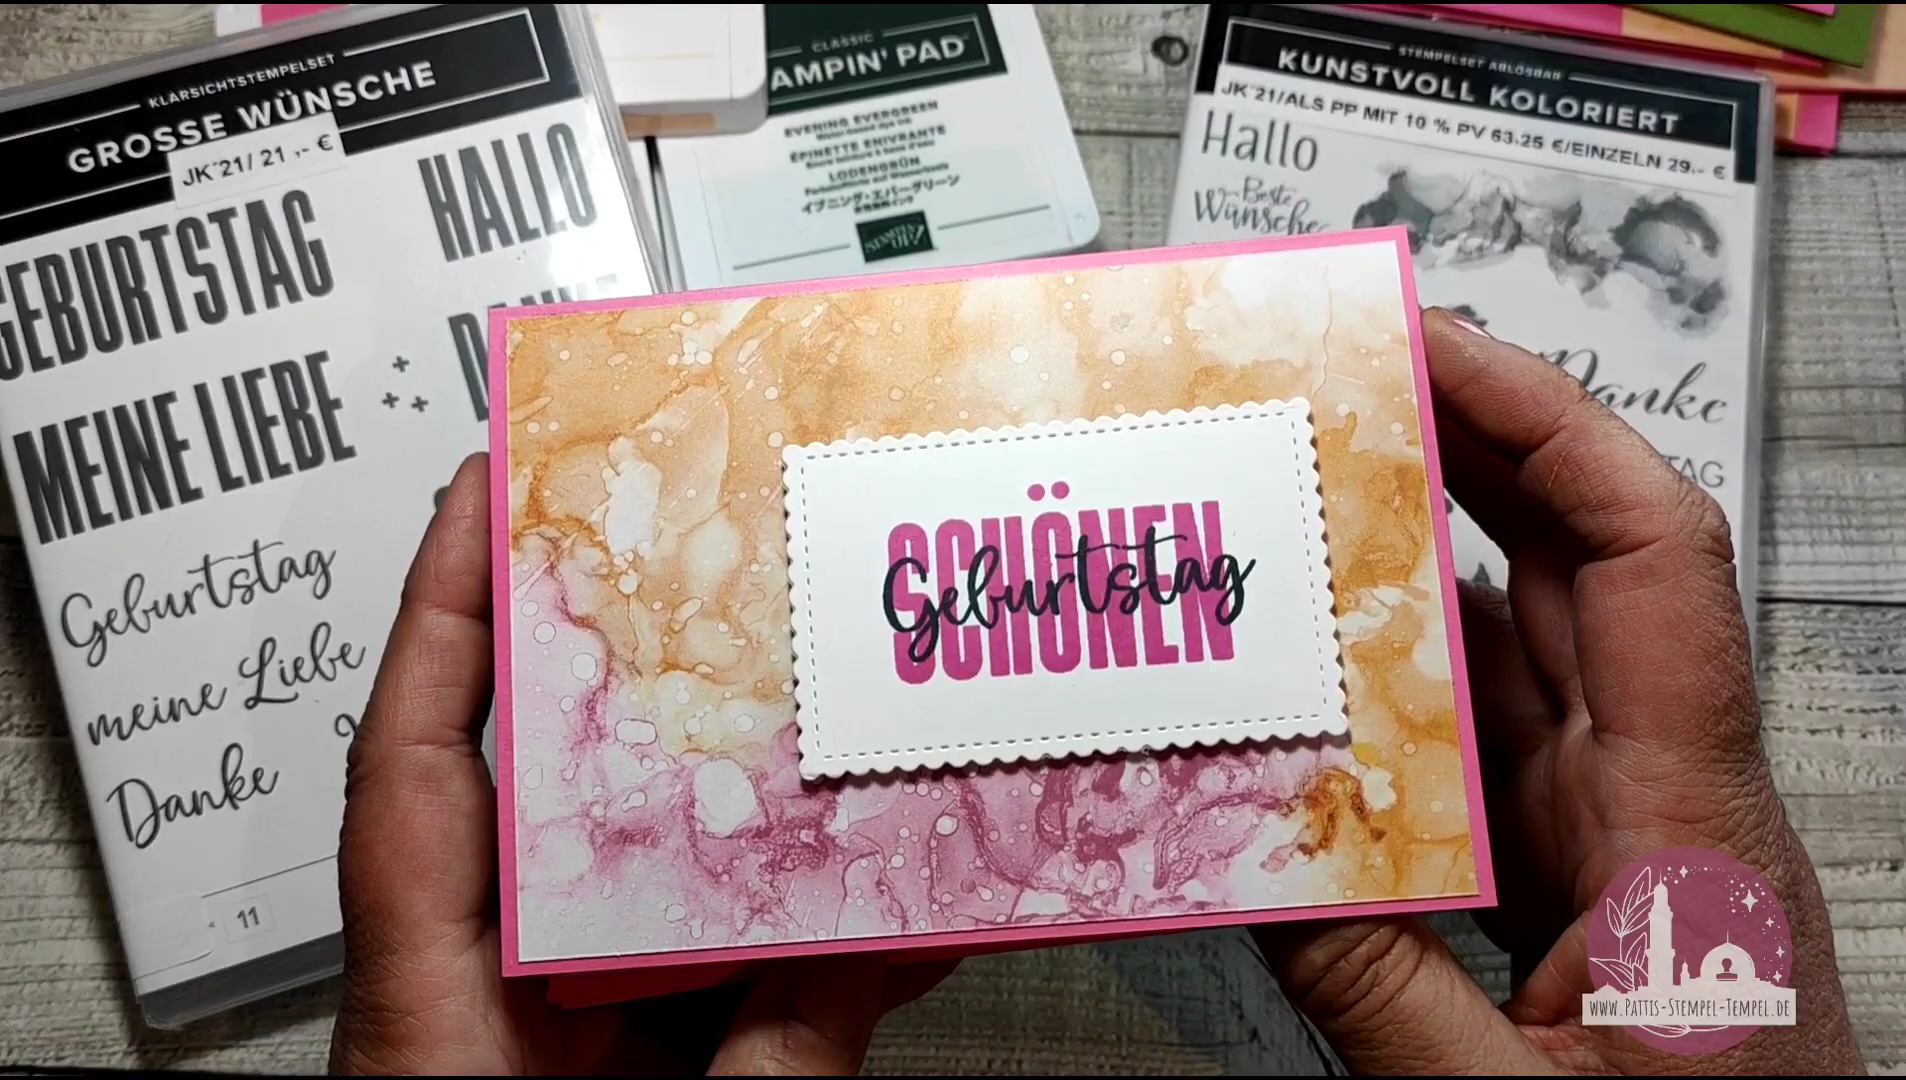 KLARSICHTSTEMPELSET
GROSSE WÜNSCHE
JK`21/ 21 ,- €
GEBURTSTAG
HALLO
MEINE LIEBE
Geburtstag
meine Liebe
Danke
11
CLASSIC
STAMPIN' PAD
EVENING EVERGREEN
ÉPINETTE ENIVRANTE
LODENGRÜN
イブニング・エバーグリーン
STAMPIN' UP!
STEMPELSET ABLÖSBAR
KUNSTVOLL KOLORIERT
JK`21/ALS PP MIT 10 % PV 63.25 €/EINZELN 29.- €
Hallo
Beste
Wünsche
Danke
TAG
SCHÖNEN
Geburtstag
www.Pattis-Stempel-Tempel.de